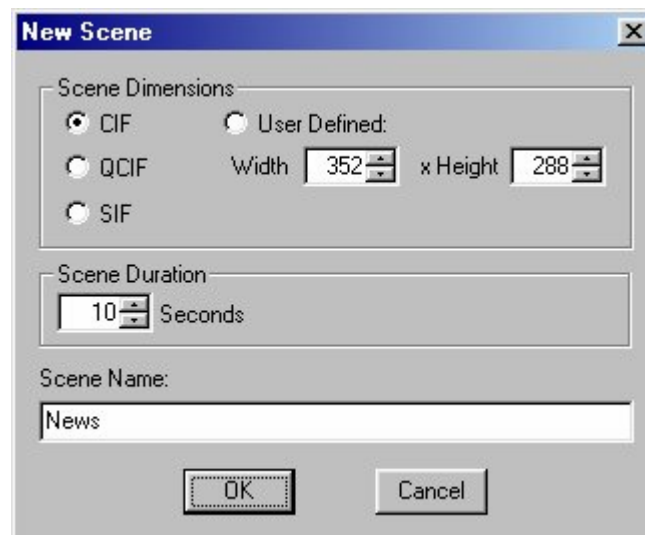 New Scene
Scene Dimensions
CIF User Defined:
QCIF Width 352 x Height 288
SIF
Scene Duration
10 Seconds
Scene Name:
News
OK Cancel